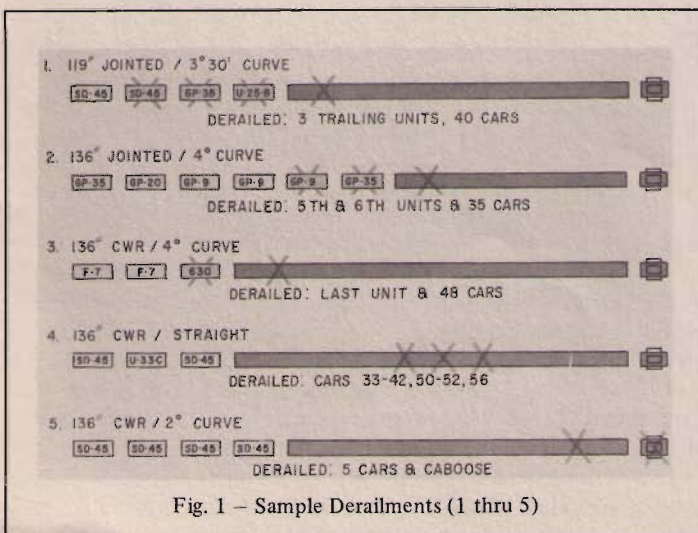 1. 119" JOINTED / 3°30' CURVE
SD-45 SD-45 GP-35 U-25-B
DERAILED: 3 TRAILING UNITS, 40 CARS
2. 136" JOINTED / 4° CURVE
GP-35 GP-20 GP-9 GP-9 GP-9 GP-35
DERAILED: 5TH & 6TH UNITS & 35 CARS
3. 136" CWR / 4° CURVE
F-7 F-7 630
DERAILED: LAST UNIT & 48 CARS
4. 136" CWR / STRAIGHT
SD-45 U-33C SD-45
DERAILED: CARS 33-42, 50-52, 56
5. 136" CWR / 2° CURVE
SD-45 SD-45 SD-45 SD-45
DERAILED: 5 CARS & CABOOSE
Fig. 1 – Sample Derailments (1 thru 5)